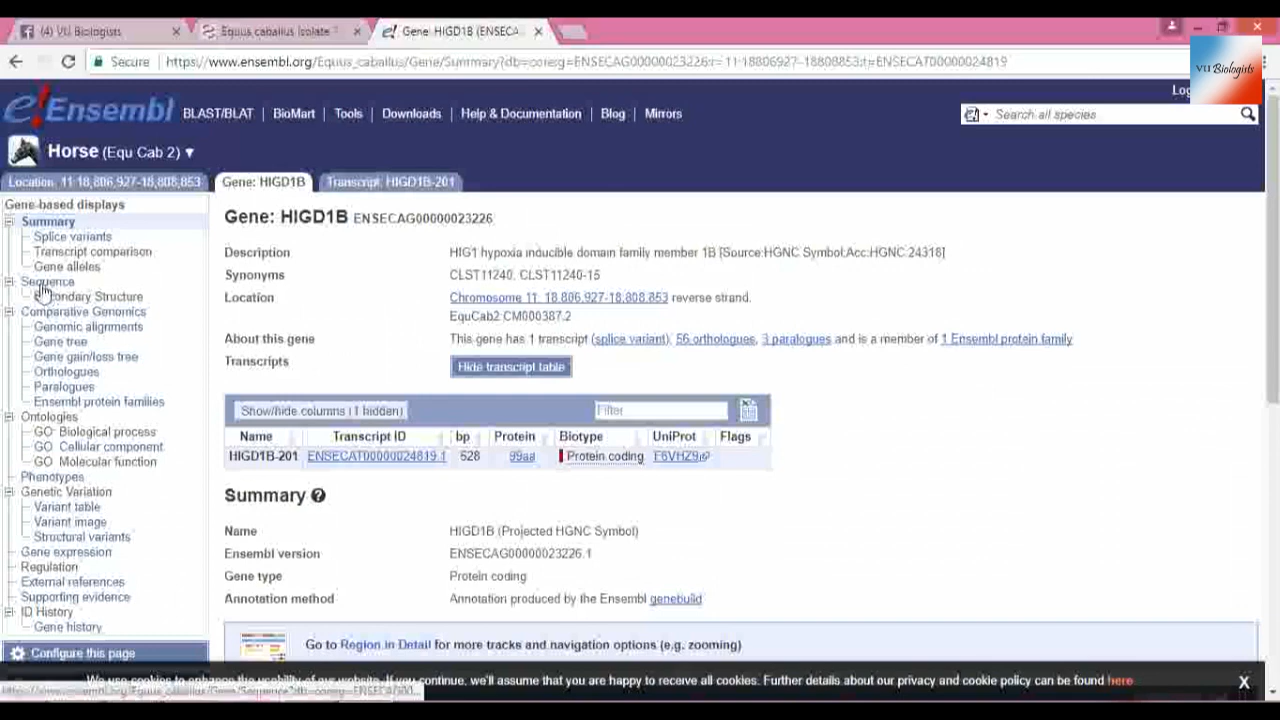 (4) VU Biologists
Equus caballus isolate
Gene: HIGD1B (ENSECA
Secure
https://www.ensembl.org/Equus_caballus/Gene/Summary?db=core;g=ENSECAG00000023226;r=11:18806927-18808853;t=ENSECAT00000024819
VU Biologists
e!Ensembl
BLAST/BLAT | BioMart | Tools | Downloads | Help & Documentation | Blog | Mirrors
Search all species
Horse (Equ Cab 2) ▼
Location: 11:18,806,927-18,808,853
Gene: HIGD1B
Transcript: HIGD1B-201
Gene-based displays
Summary
Splice variants
Transcript comparison
Gene alleles
Sequence
Secondary Structure
Comparative Genomics
Genomic alignments
Gene tree
Gene gain/loss tree
Orthologues
Paralogues
Ensembl protein families
Ontologies
GO: Biological process
GO: Cellular component
GO: Molecular function
Phenotypes
Genetic Variation
Variant table
Variant image
Structural variants
Gene expression
Regulation
External references
Supporting evidence
ID History
Gene history
Configure this page
Gene: HIGD1B ENSECAG00000023226
Description HIG1 hypoxia inducible domain family member 1B [Source:HGNC Symbol;Acc:HGNC:24318]
Synonyms CLST11240, CLST11240-15
Location Chromosome 11: 18,806,927-18,808,853 reverse strand.
EquCab2:CM000387.2
About this gene This gene has 1 transcript (splice variant), 56 orthologues, 3 paralogues and is a member of 1 Ensembl protein family
Transcripts Hide transcript table
Show/hide columns (1 hidden) Filter
Name Transcript ID bp Protein Biotype UniProt Flags
HIGD1B-201 ENSECAT00000024819.1 528 99aa Protein coding F6VHZ9
Summary
Name HIGD1B (Projected HGNC Symbol)
Ensembl version ENSECAG00000023226.1
Gene type Protein coding
Annotation method Annotation produced by the Ensembl genebuild
Go to Region in Detail for more tracks and navigation options (e.g. zooming)
We use cookies to enhance the usability of our website. If you continue, we'll assume that you are happy to receive all cookies. Further details about our privacy and cookie policy can be found here
X